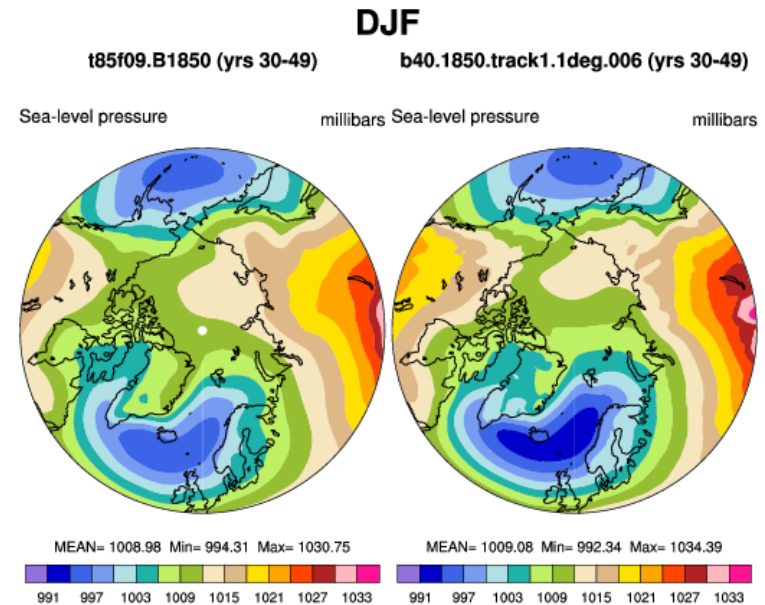 DJF
t85f09.B1850 (yrs 30-49)
b40.1850.track1.1deg.006 (yrs 30-49)
Sea-level pressure millibars
Sea-level pressure millibars
MEAN= 1008.98 Min= 994.31 Max= 1030.75
MEAN= 1009.08 Min= 992.34 Max= 1034.39
991 997 1003 1009 1015 1021 1027 1033
991 997 1003 1009 1015 1021 1027 1033